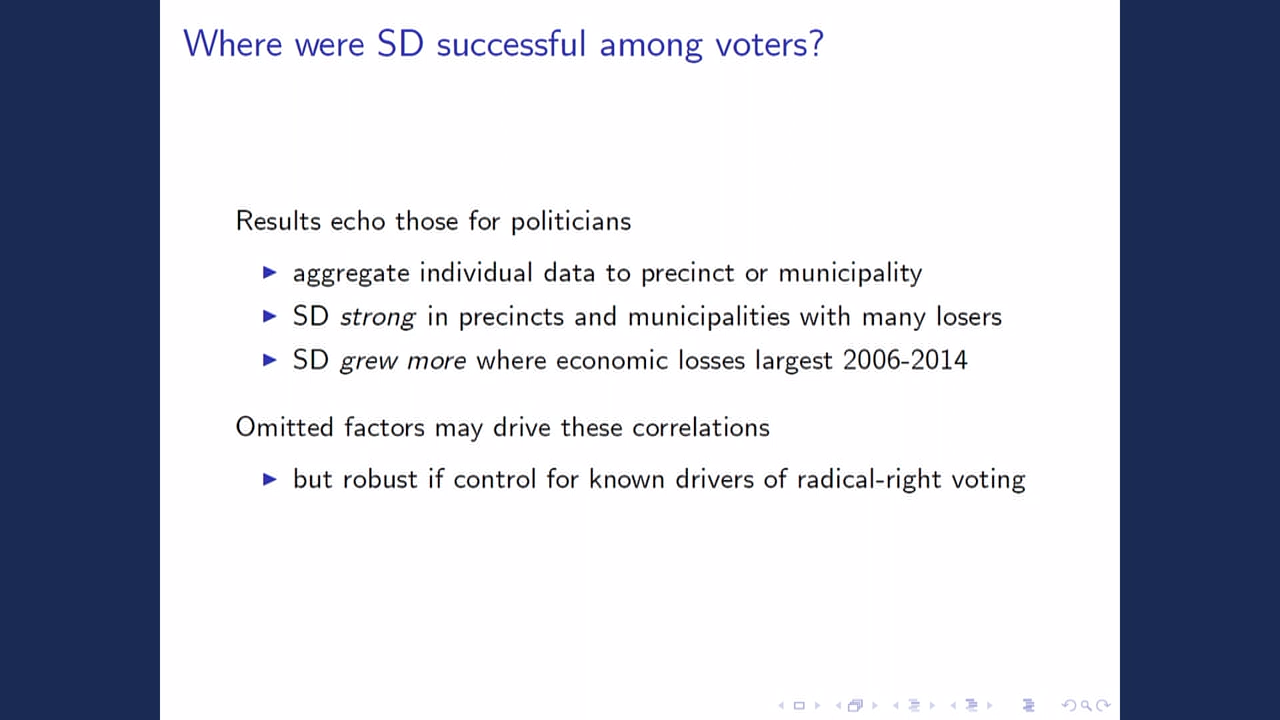 Where were SD successful among voters?
Results echo those for politicians
▶ aggregate individual data to precinct or municipality
▶ SD strong in precincts and municipalities with many losers
▶ SD grew more where economic losses largest 2006-2014
Omitted factors may drive these correlations
▶ but robust if control for known drivers of radical-right voting